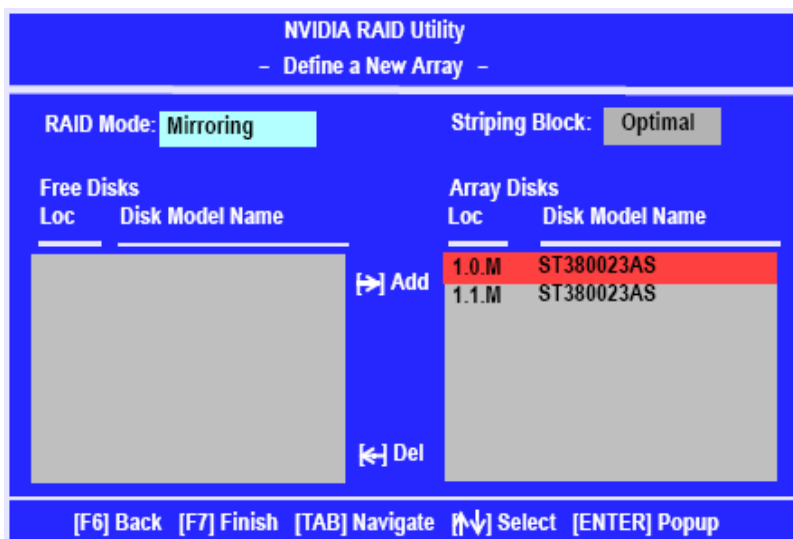 NVIDIA RAID Utility
– Define a New Array –
RAID Mode: Mirroring
Striping Block: Optimal
Free Disks
Loc Disk Model Name
Array Disks
Loc Disk Model Name
1.0.M ST380023AS
1.1.M ST380023AS
[→] Add
[←] Del
[F6] Back [F7] Finish [TAB] Navigate [↑↓] Select [ENTER] Popup